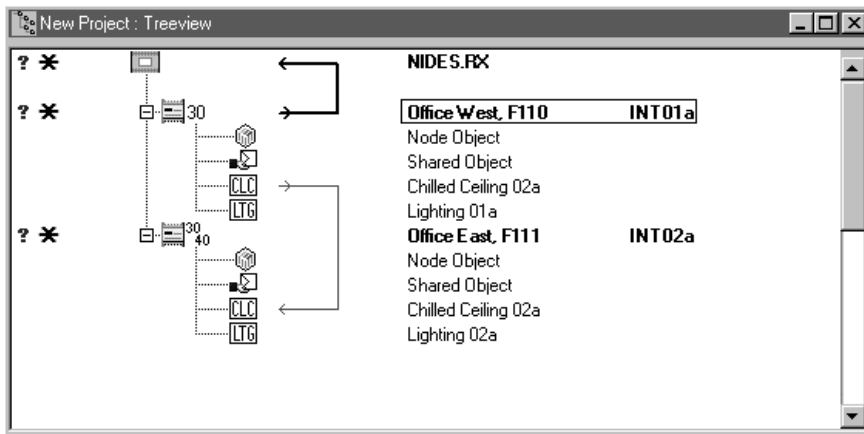 New Project : Treeview
? NIDES.RX
? 30 Office West, F110 INT01a
Node Object
Shared Object
CLC Chilled Ceiling 02a
LTG Lighting 01a
? 30 40 Office East, F111 INT02a
Node Object
Shared Object
CLC Chilled Ceiling 02a
LTG Lighting 02a